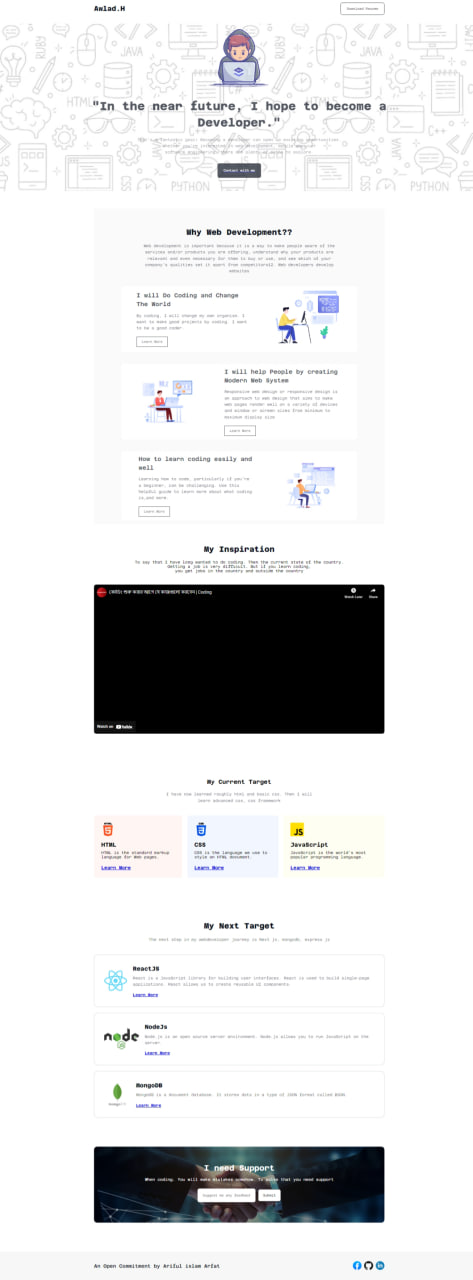 Awlad.H
Download Resume
"In the near future, I hope to become a
Developer."
Contact with me
Why Web Development??
Web Development is important because it is a way to make people aware of the
services and/or products you are offering, understand why your products are
relevant and even necessary for them to buy or use, and see which of your
company's qualities set it apart from competitors12. Web developers develop
websites
I will Do Coding and Change
The World
By coding, I will change my own organize. I
want to make good projects by coding. I want
to be a good coder
Learn More
I will help People by creating
Modern Web System
Responsive web design or responsive design is
an approach to web design that aims to make
web pages render well on a variety of devices
and window or screen sizes from minimum to
maximum display size
Learn More
How to learn coding easily and
well
Learning how to code, particularly if you're
a beginner, can be challenging. Use this
helpful guide to learn more about what coding
is,and more.
Learn More
My Inspiration
To say that I have long wanted to do coding. Then the current state of the country.
Getting a job is very difficult. But if you learn coding,
you get jobs in the country and outside the country
Coding
Watch Later
Share
Watch on YouTube
My Current Target
I have now learned roughly html and basic css. Then I will
learn advanced css, css framework
HTML
HTML is the standard markup
language for Web pages.
Learn More
CSS
CSS is the language we use to
style an HTML document.
Learn More
JS
JavaScript
JavaScript is the world's most
popular programming language.
Learn More
My Next Target
The next step in my webdeveloper journey is Next js, mongodb, express js
ReactJS
React is a JavaScript library for building user interfaces. React is used to build single-page
applications. React allows us to create reusable UI components.
Learn More
node
NodeJs
Node.js is an open source server environment. Node.js allows you to run JavaScript on the
server.
Learn More
MongoDB
MongoDB is a document database. It stores data in a type of JSON format called BSON.
Learn More
I need Support
When coding. You will make mistakes somehow. To solve that you need support
Support me any Feedback
Submit
An Open Commitment by Ariful islam Arfat